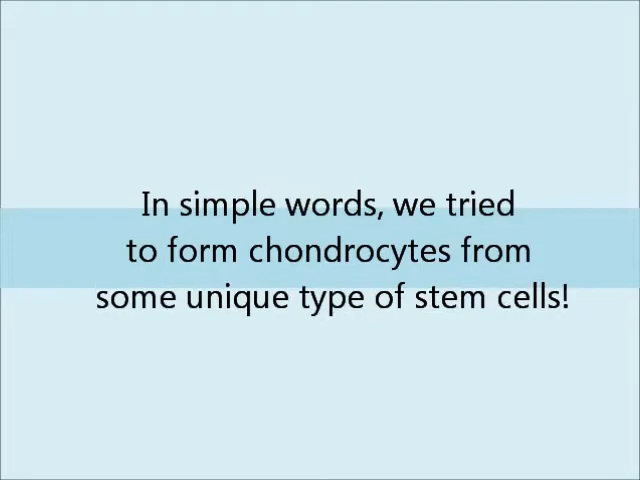 In simple words, we tried
to form chondrocytes from
some unique type of stem cells!